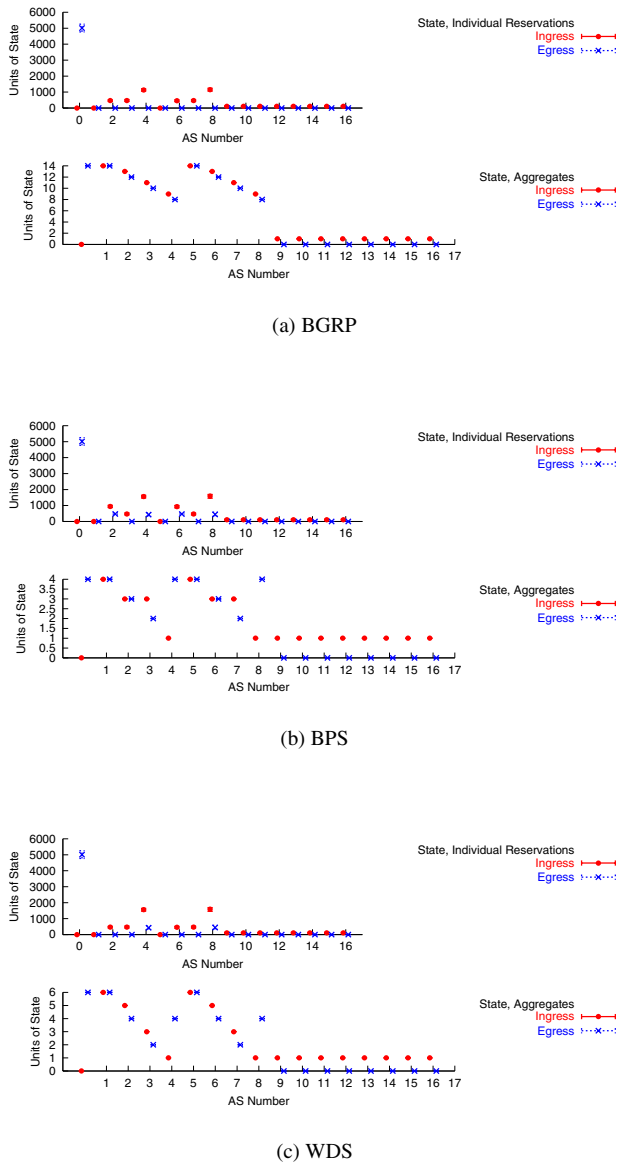 6000
5000
4000
3000
2000
1000
0
Units of State
0 2 4 6 8 10 12 14 16
AS Number
State, Individual Reservations
Ingress
Egress
14
12
10
8
6
4
2
0
Units of State
1 2 3 4 5 6 7 8 9 10 11 12 13 14 15 16 17
AS Number
State, Aggregates
Ingress
Egress
(a) BGRP
6000
5000
4000
3000
2000
1000
0
Units of State
0 2 4 6 8 10 12 14 16
AS Number
State, Individual Reservations
Ingress
Egress
4
3.5
3
2.5
2
1.5
1
0.5
0
Units of State
1 2 3 4 5 6 7 8 9 10 11 12 13 14 15 16 17
AS Number
State, Aggregates
Ingress
Egress
(b) BPS
6000
5000
4000
3000
2000
1000
0
Units of State
0 2 4 6 8 10 12 14 16
AS Number
State, Individual Reservations
Ingress
Egress
6
5
4
3
2
1
0
Units of State
1 2 3 4 5 6 7 8 9 10 11 12 13 14 15 16 17
AS Number
State, Aggregates
Ingress
Egress
(c) WDS